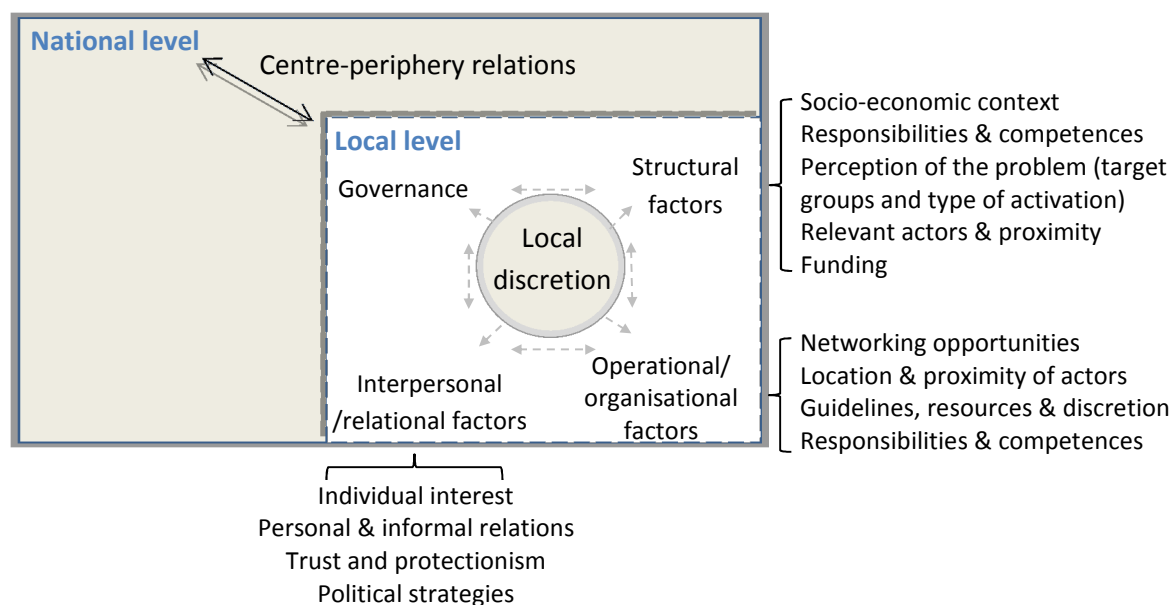 National level
Centre-periphery relations
Local level
Governance
Structural
factors
Local
discretion
Interpersonal
/relational factors
Operational/
organisational
factors
Socio-economic context
Responsibilities & competences
Perception of the problem (target
groups and type of activation)
Relevant actors & proximity
Funding
Networking opportunities
Location & proximity of actors
Guidelines, resources & discretion
Responsibilities & competences
Individual interest
Personal & informal relations
Trust and protectionism
Political strategies